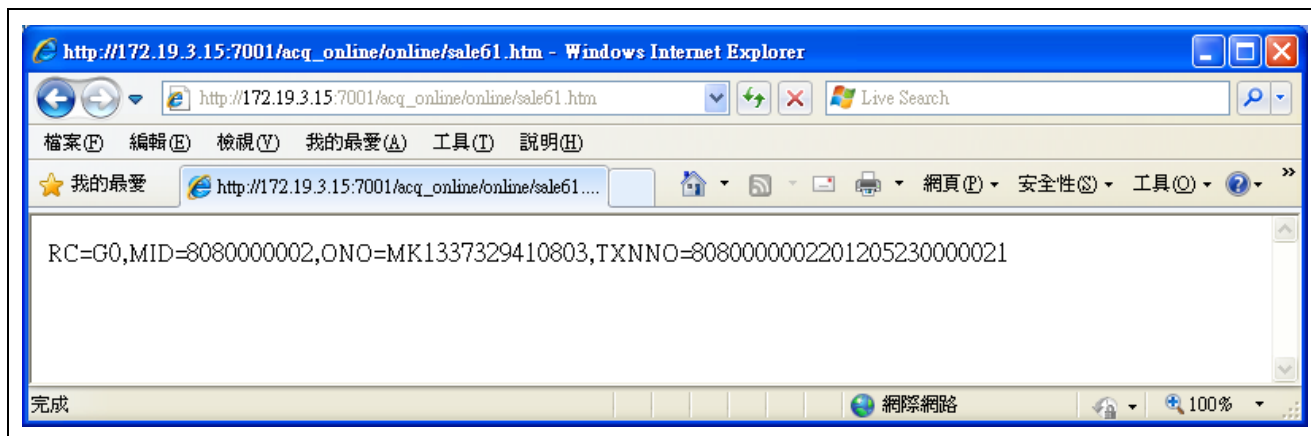 http://172.19.3.15:7001/acq_online/online/sale61.htm - Windows Internet Explorer
http://172.19.3.15:7001/acq_online/online/sale61.htm Live Search
檔案(F) 編輯(E) 檢視(V) 我的最愛(A) 工具(T) 說明(H)
我的最愛 http://172.19.3.15:7001/acq_online/online/sale61.... 網頁(P) 安全性(S) 工具(O) »
RC=G0,MID=8080000002,ONO=MK1337329410803,TXNNO=8080000002201205230000021
完成 網際網路 100%